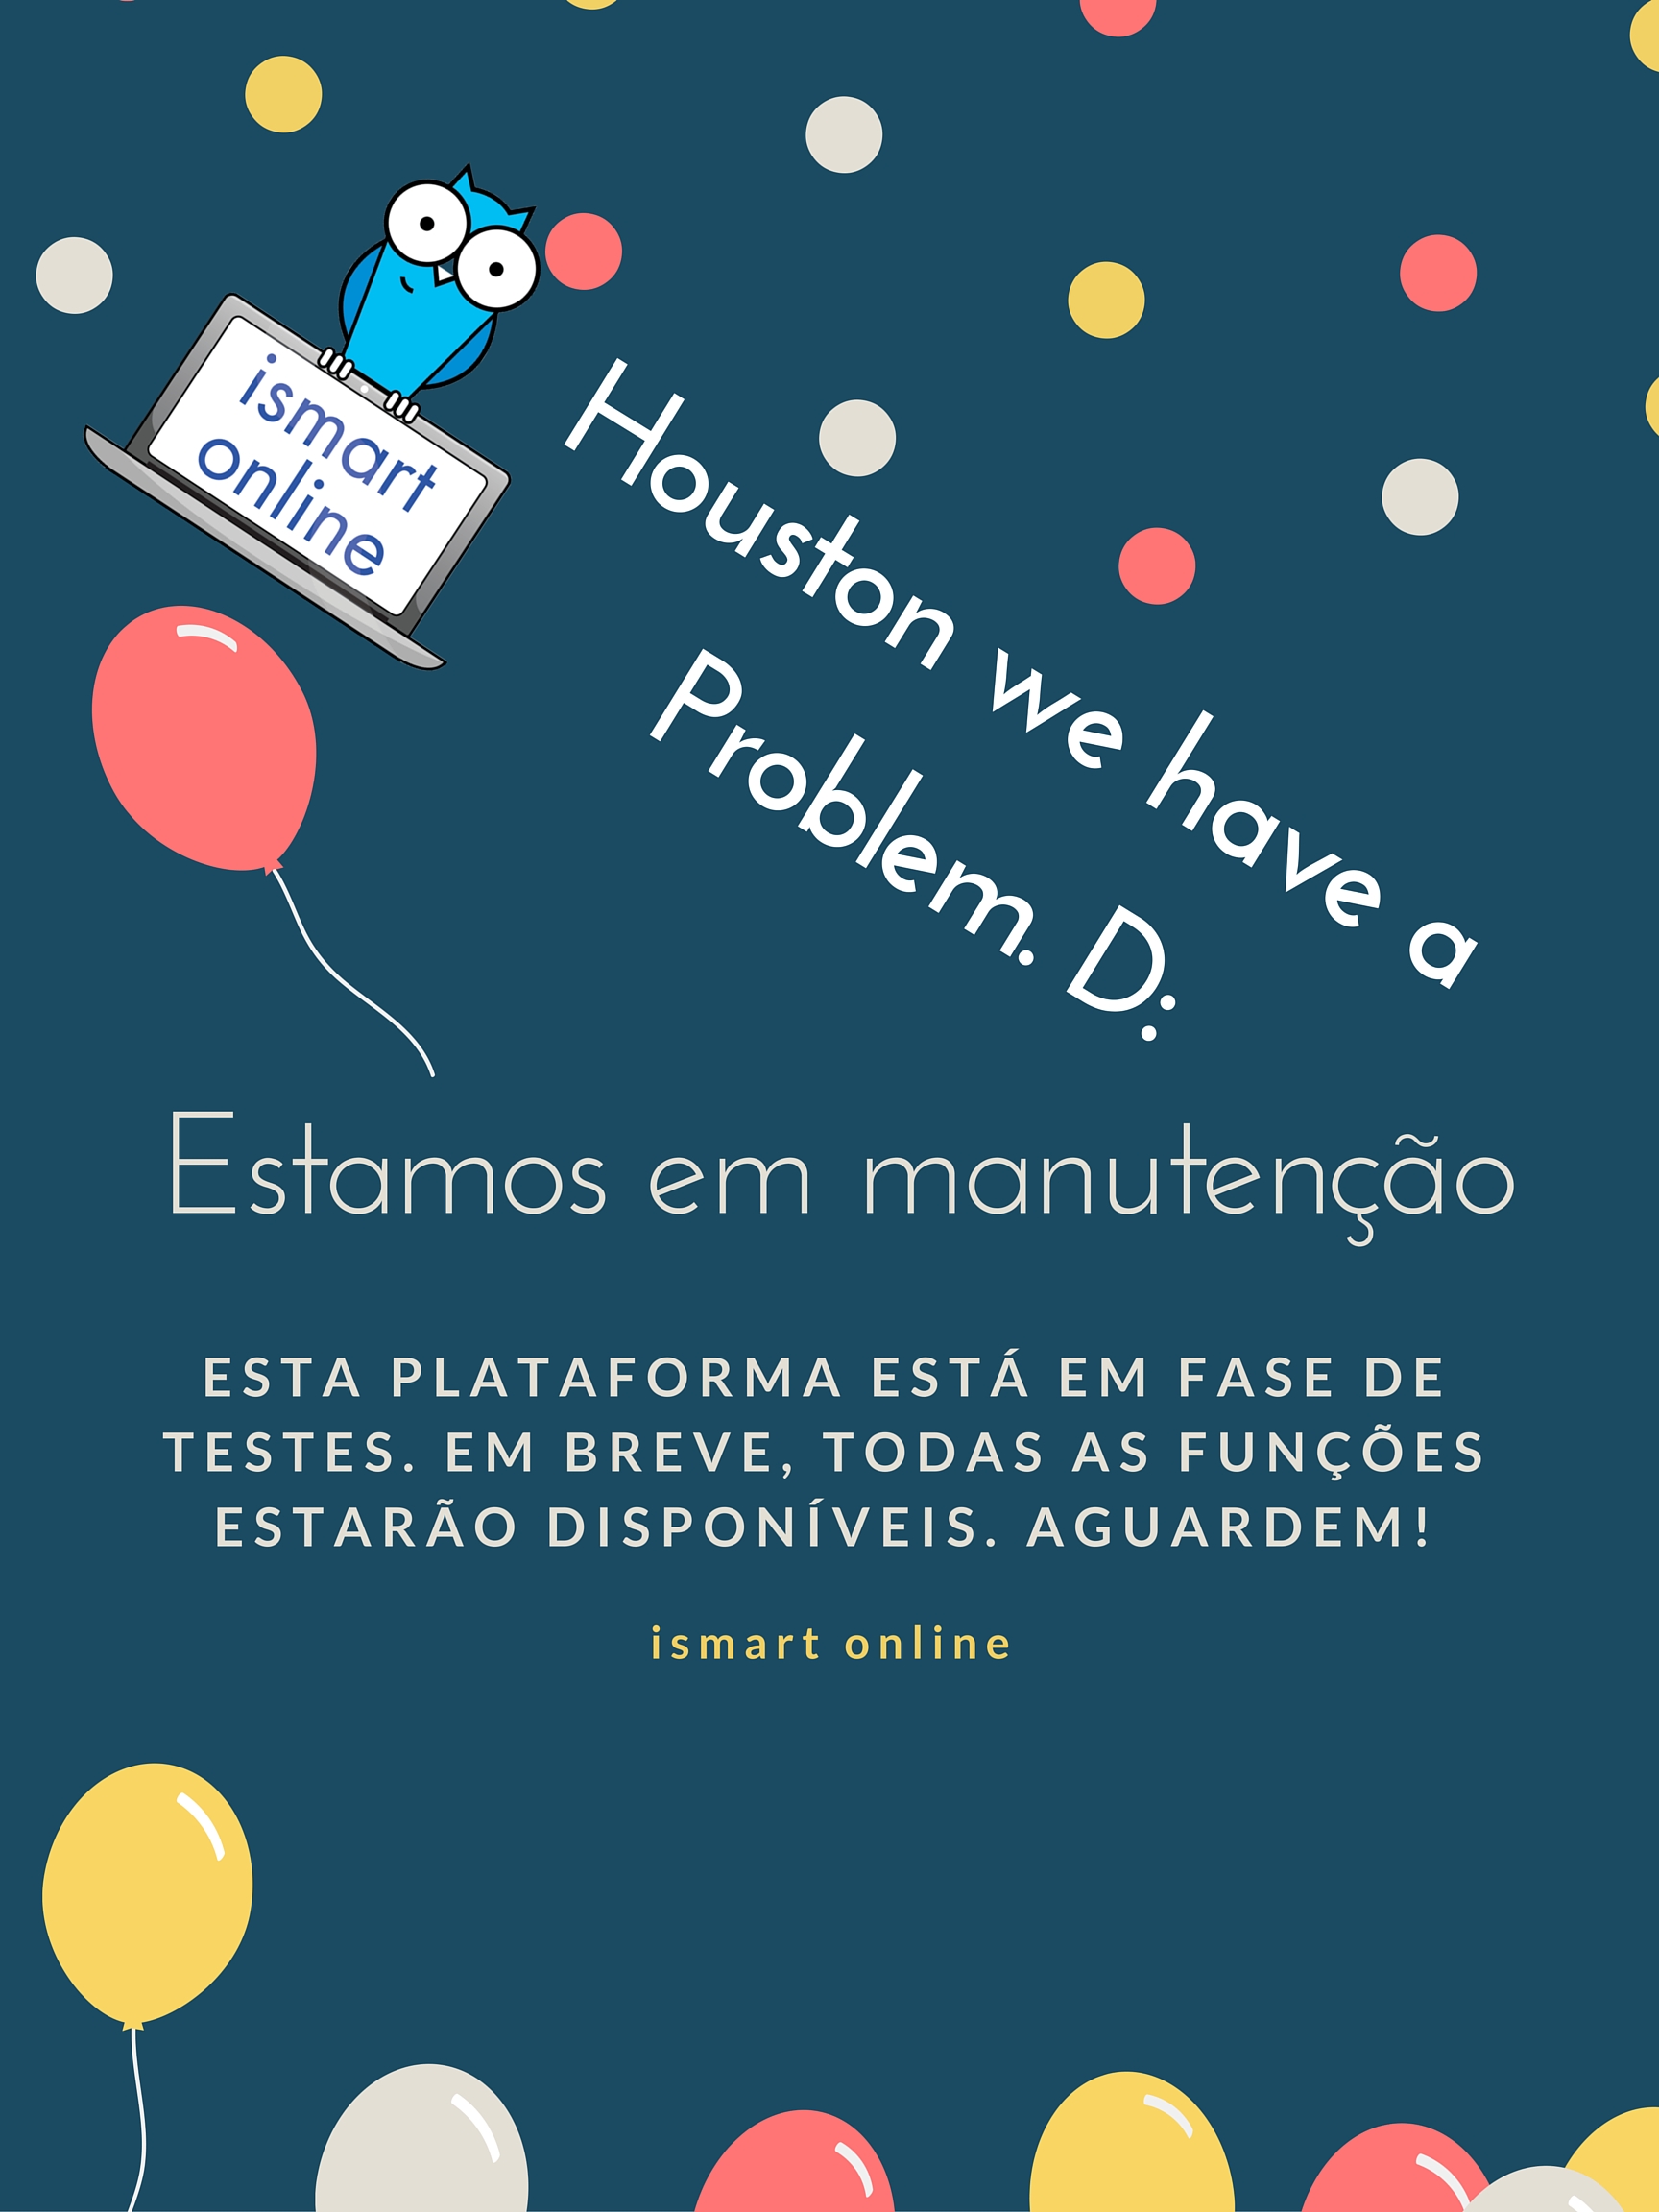 ismart
online
Houston we have a
Problem. D:
Estamos em manutenção
ESTA PLATAFORMA ESTÁ EM FASE DE
TESTES. EM BREVE, TODAS AS FUNÇÕES
ESTARÃO DISPONÍVEIS. AGUARDEM!
ismart online